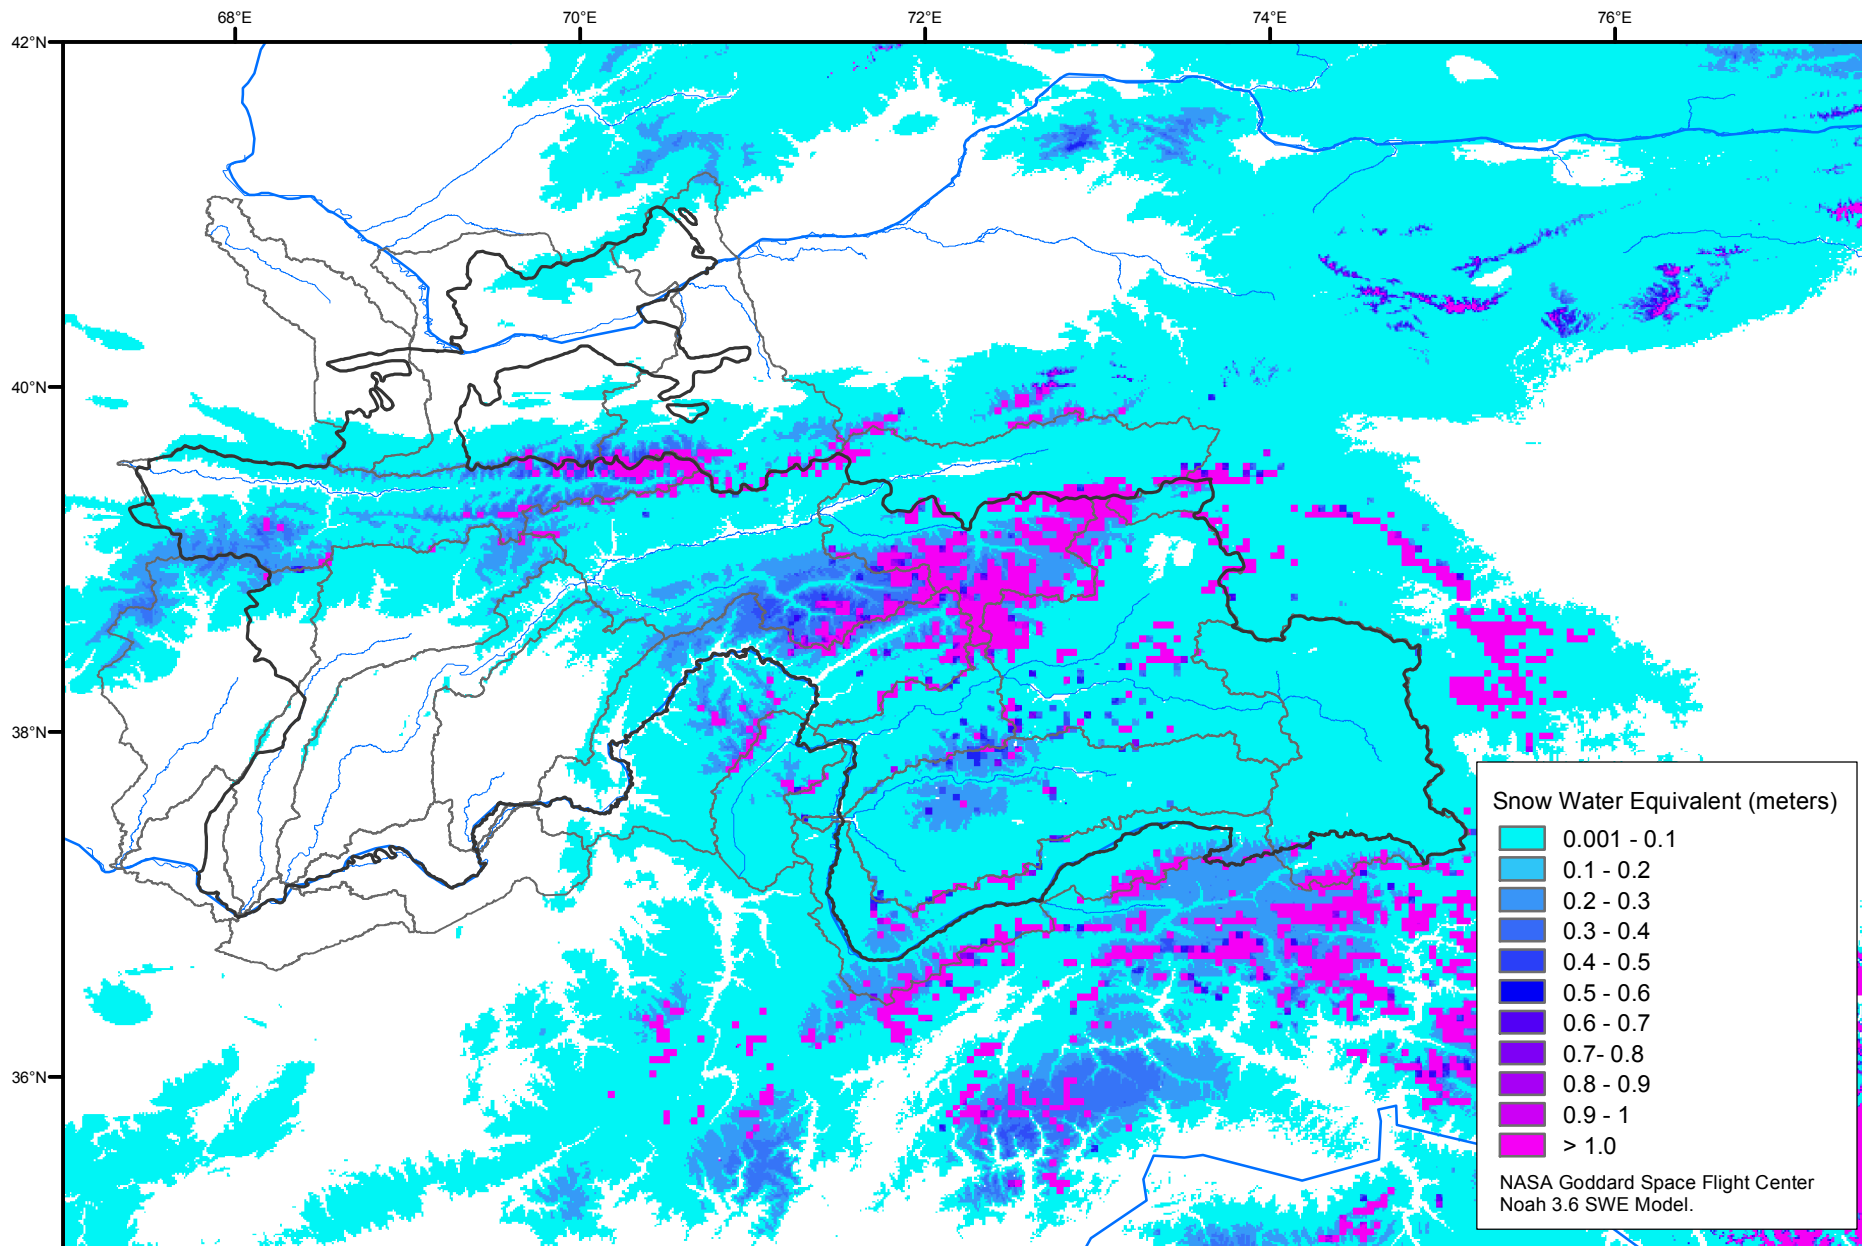 68°E 70°E 72°E 74°E 76°E
42°N
40°N
38°N
36°N
Snow Water Equivalent (meters)
0.001 - 0.1
0.1 - 0.2
0.2 - 0.3
0.3 - 0.4
0.4 - 0.5
0.5 - 0.6
0.6 - 0.7
0.7- 0.8
0.8 - 0.9
0.9 - 1
> 1.0
NASA Goddard Space Flight Center
Noah 3.6 SWE Model.